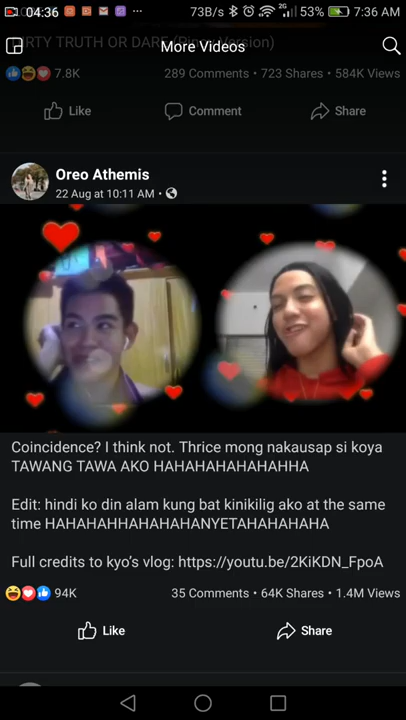 04:36
73B/s
2G
53%
7:36 AM
DIRTY TRUTH OR DARE (Pinoy Version)
More Videos
7.8K
289 Comments • 723 Shares • 584K Views
Like
Comment
Share
Oreo Athemis
22 Aug at 10:11 AM •
Coincidence? I think not. Thrice mong nakausap si koya
TAWANG TAWA AKO HAHAHAHAHAHAHHA
Edit: hindi ko din alam kung bat kinikilig ako at the same
time HAHAHAHHAHAHAHANYETAHAHAHAHA
Full credits to kyo's vlog: https://youtu.be/2KiKDN_FpoA
94K
35 Comments • 64K Shares • 1.4M Views
Like
Share